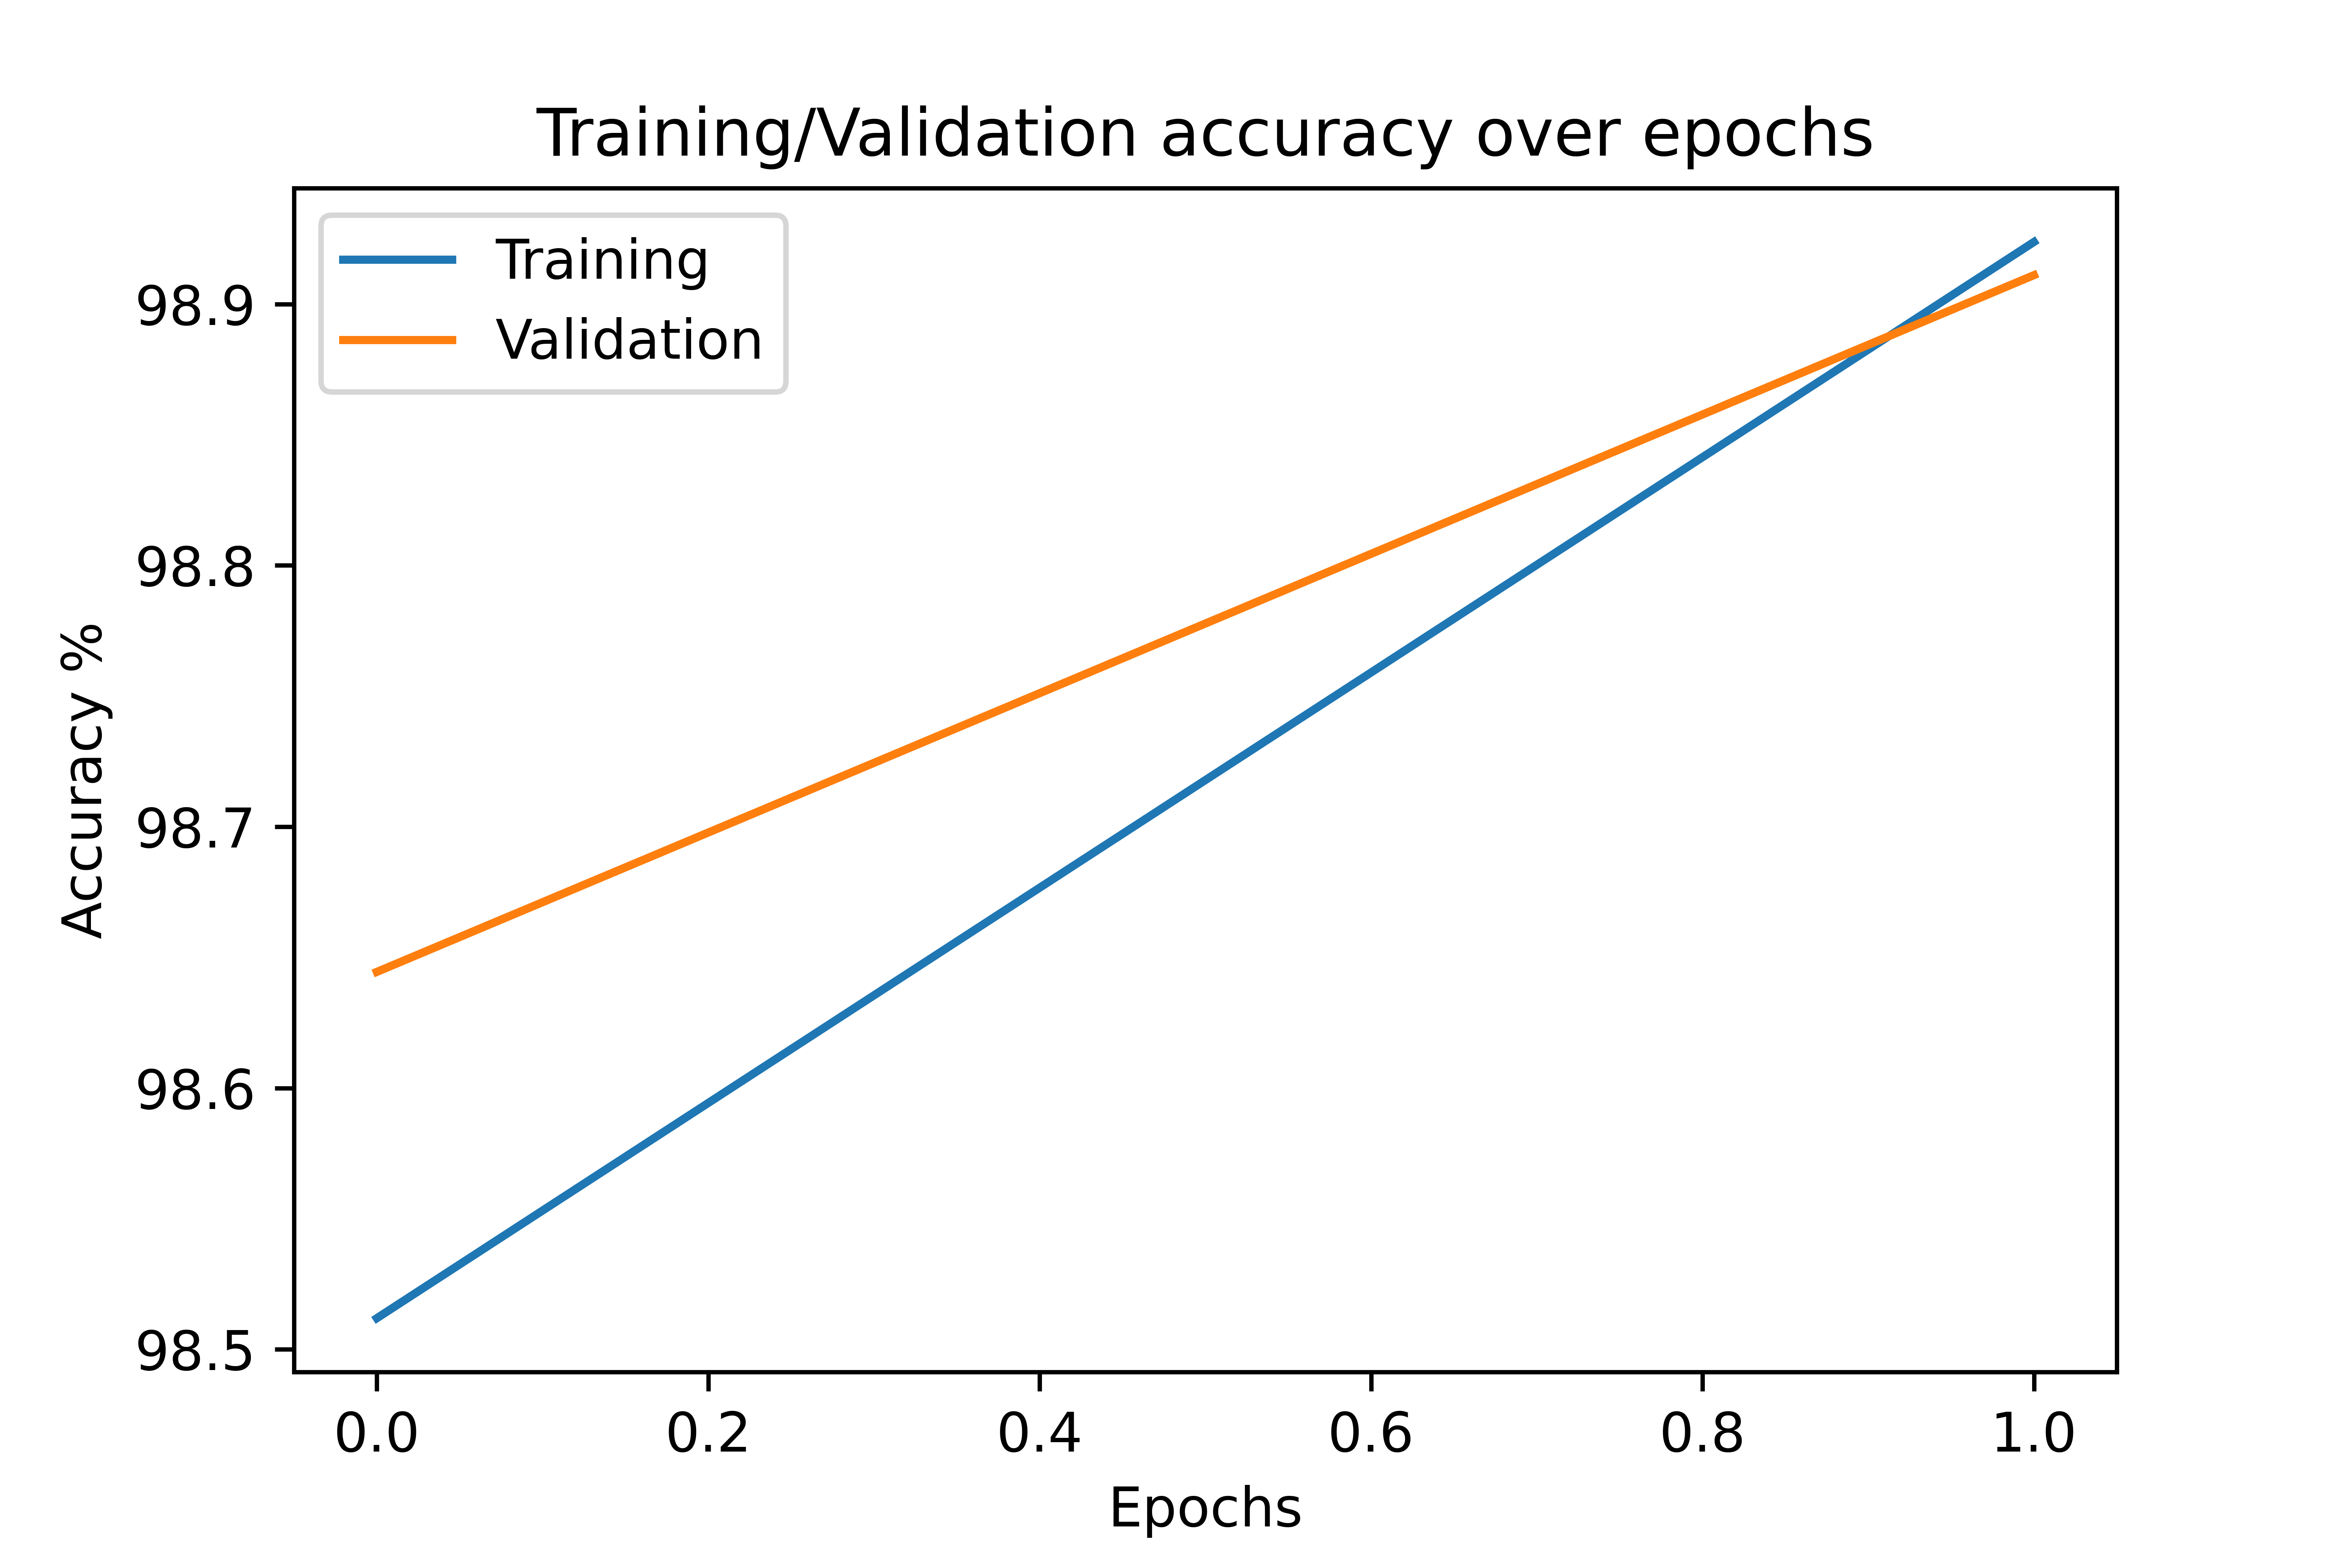 Training/Validation accuracy over epochs
Training
Validation
98.9
98.8
98.7
98.6
98.5
Accuracy %
0.0 0.2 0.4 0.6 0.8 1.0
Epochs